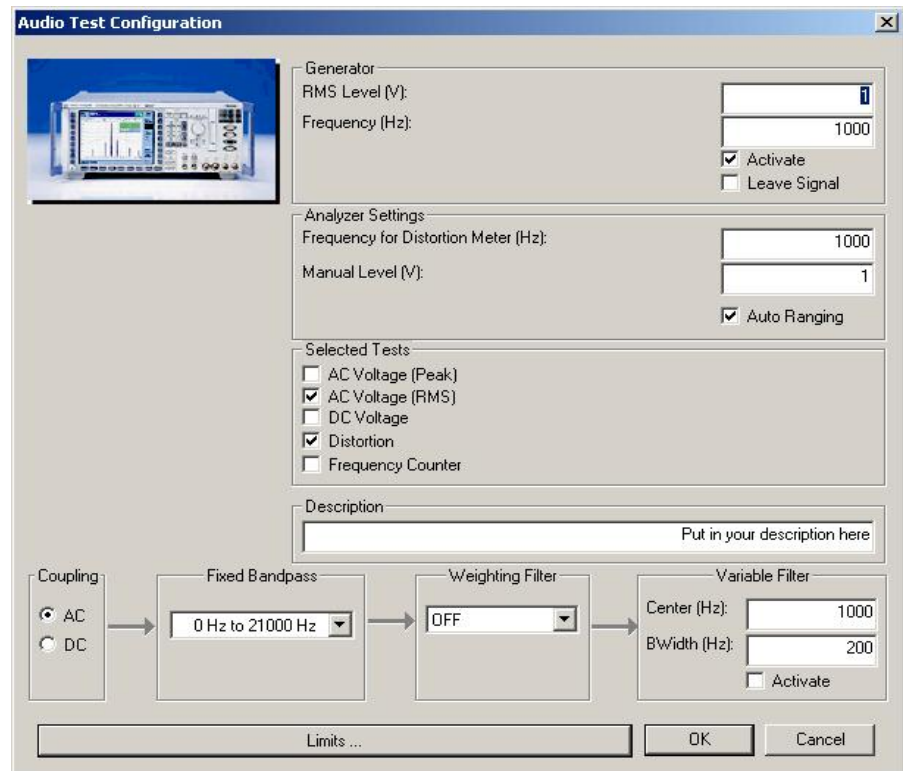 Audio Test Configuration
Generator
RMS Level (V):
1
Frequency (Hz):
1000
Activate
Leave Signal
Analyzer Settings
Frequency for Distortion Meter (Hz):
1000
Manual Level (V):
1
Auto Ranging
Selected Tests
AC Voltage (Peak)
AC Voltage (RMS)
DC Voltage
Distortion
Frequency Counter
Description
Put in your description here
Coupling
AC
DC
Fixed Bandpass
0 Hz to 21000 Hz
Weighting Filter
OFF
Variable Filter
Center (Hz):
1000
BWidth (Hz):
200
Activate
Limits ...
OK
Cancel